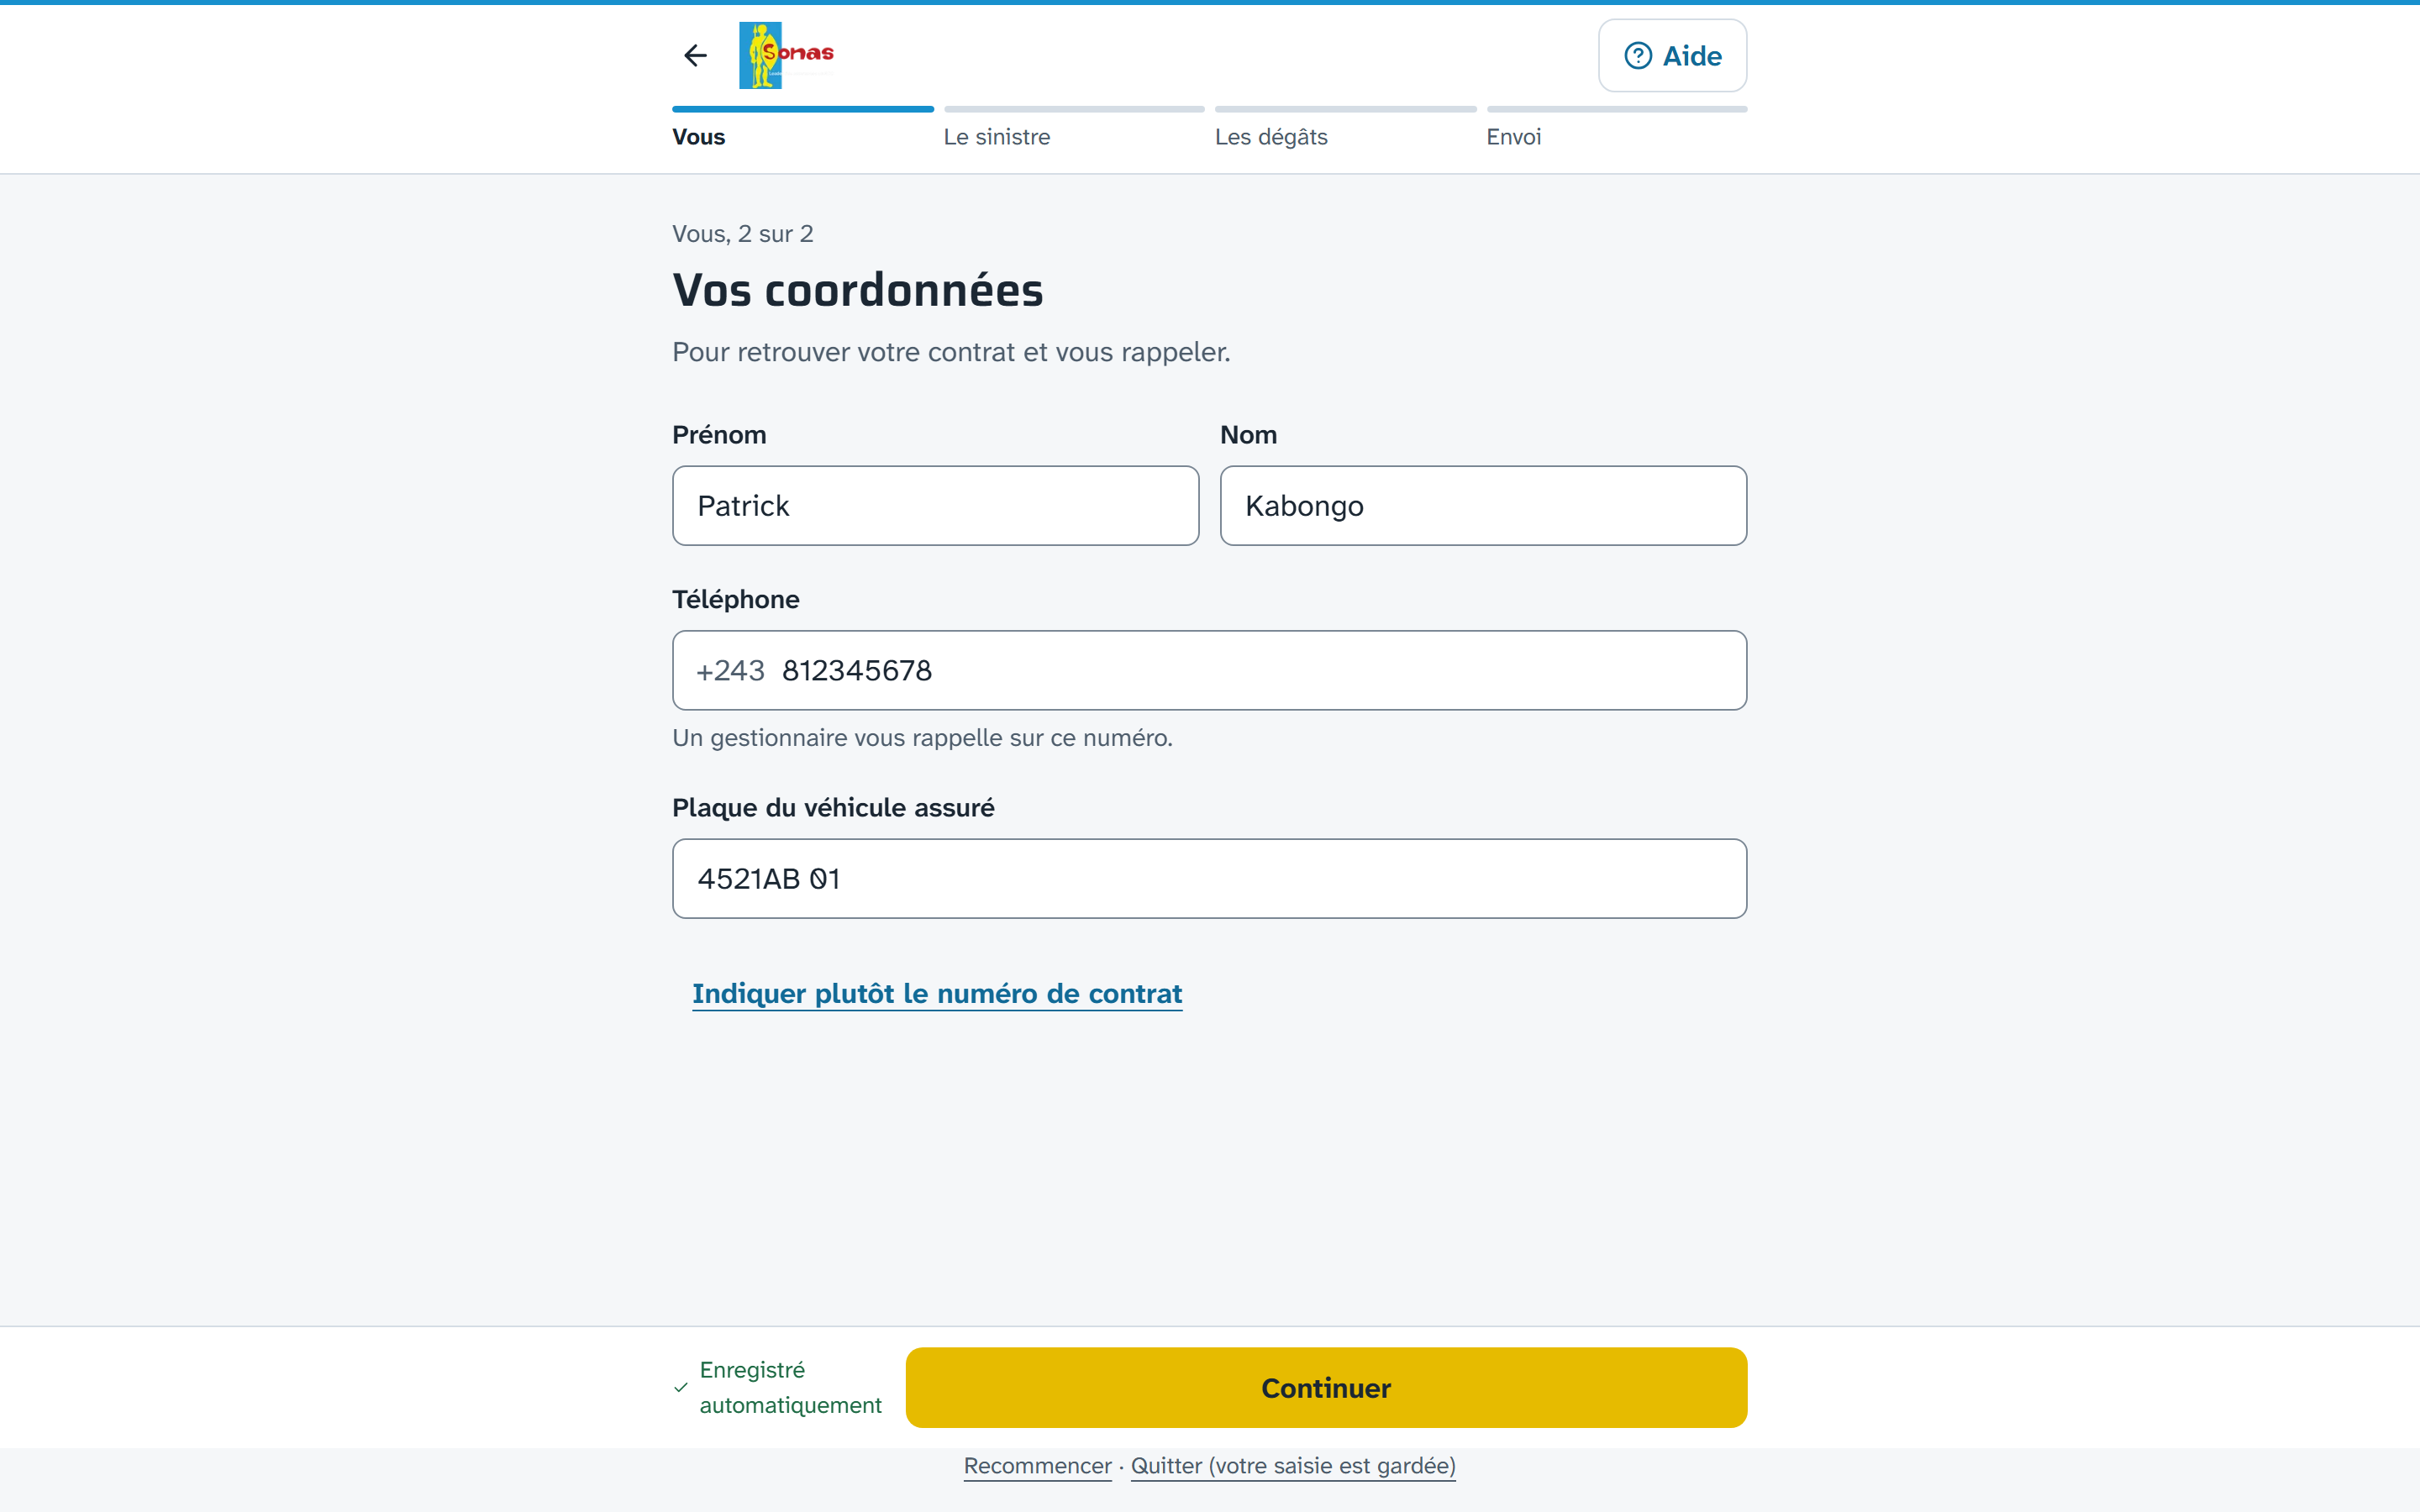 Sonas
Aide
Vous
Le sinistre
Les dégâts
Envoi
Vous, 2 sur 2
Vos coordonnées
Pour retrouver votre contrat et vous rappeler.
Prénom
Nom
Patrick
Kabongo
Téléphone
+243 812345678
Un gestionnaire vous rappelle sur ce numéro.
Plaque du véhicule assuré
4521AB 01
Indiquer plutôt le numéro de contrat
Enregistré
automatiquement
Continuer
Recommencer · Quitter (votre saisie est gardée)